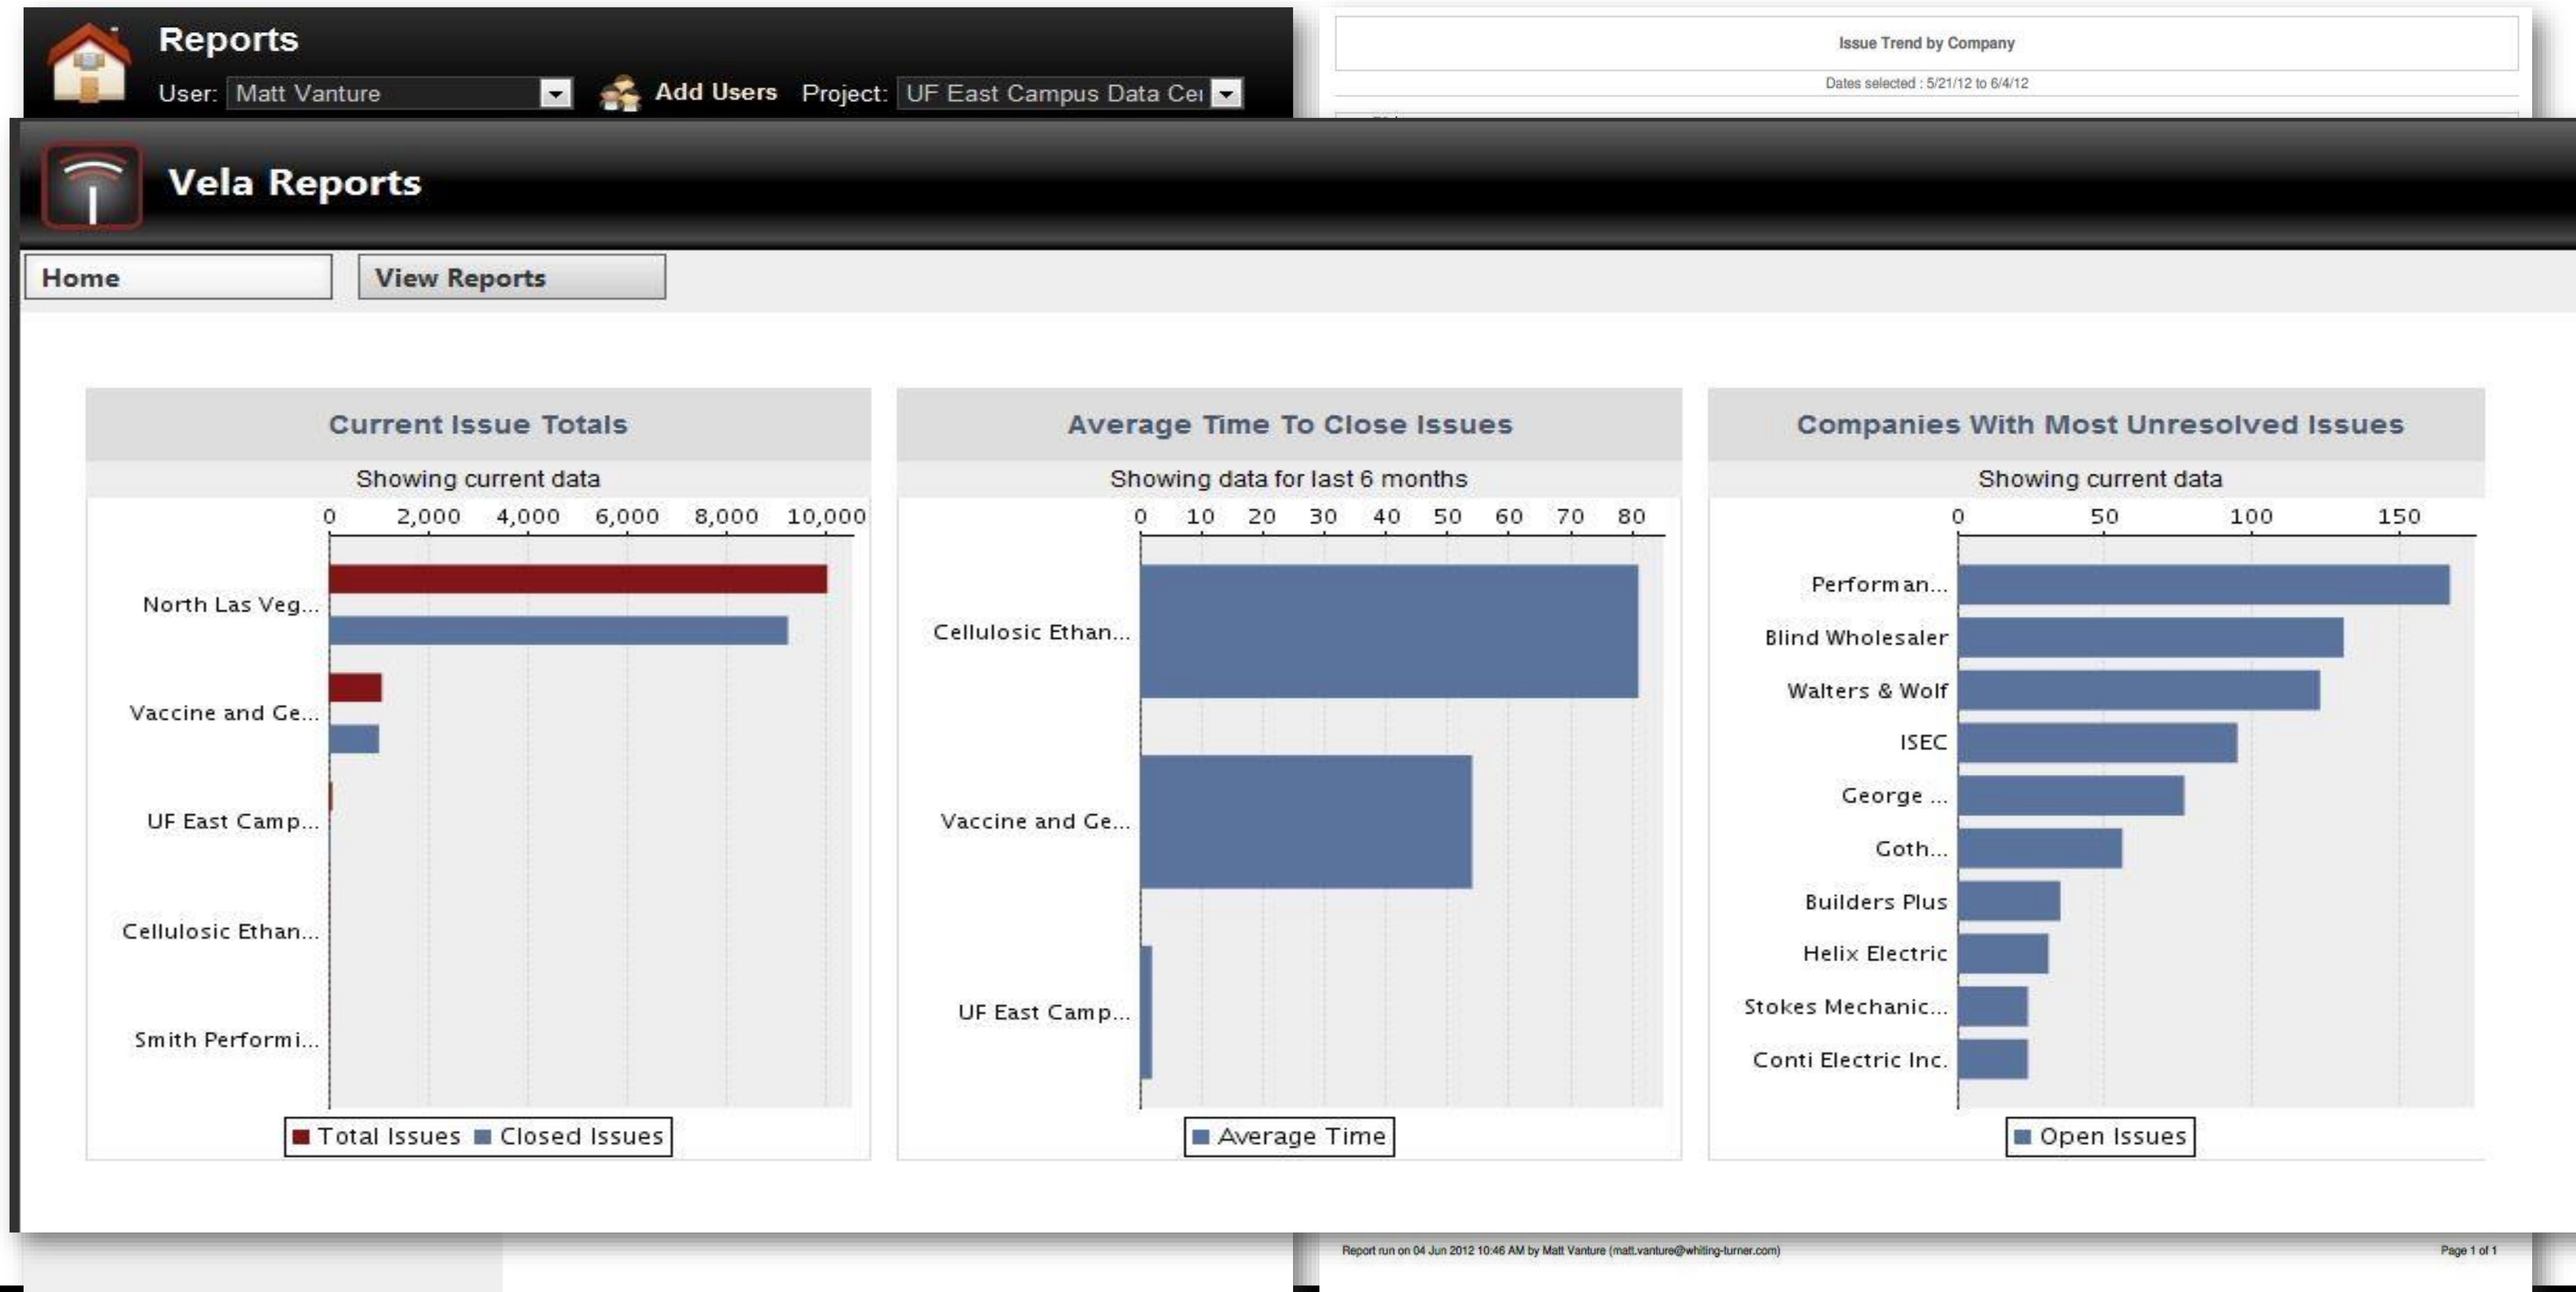 Reports
User: Matt Vanture Add Users Project: UF East Campus Data Cei
Issue Trend by Company
Dates selected : 5/21/12 to 6/4/12
Vela Reports
Home View Reports
Current Issue Totals
Showing current data
0 2,000 4,000 6,000 8,000 10,000
North Las Veg...
Vaccine and Ge...
UF East Camp...
Cellulosic Ethan...
Smith Performi...
Total Issues Closed Issues
Average Time To Close Issues
Showing data for last 6 months
0 10 20 30 40 50 60 70 80
Cellulosic Ethan...
Vaccine and Ge...
UF East Camp...
Average Time
Companies With Most Unresolved Issues
Showing current data
0 50 100 150
Performan...
Blind Wholesaler
Walters & Wolf
ISEC
George ...
Goth...
Builders Plus
Helix Electric
Stokes Mechanic...
Conti Electric Inc.
Open Issues
Report run on 04 Jun 2012 10:46 AM by Matt Vanture (matt.vanture@whiting-turner.com) Page 1 of 1